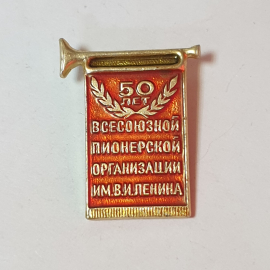 50
ЛЕТ
ВСЕСОЮЗНОЙ
ПИОНЕРСКОЙ
ОРГАНИЗАЦИИ
ИМ.В.И.ЛЕНИНА